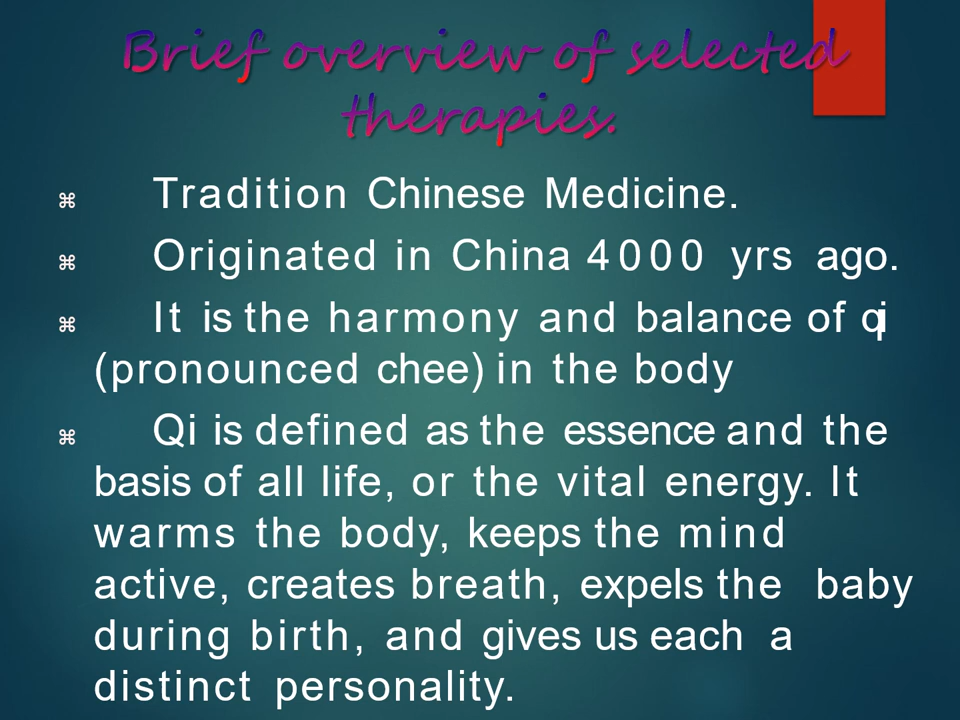 Brief overview of selected
therapies.
⌘ Tradition Chinese Medicine.
⌘ Originated in China 4000 yrs ago.
⌘ It is the harmony and balance of qi
(pronounced chee) in the body
⌘ Qi is defined as the essence and the
basis of all life, or the vital energy. It
warms the body, keeps the mind
active, creates breath, expels the baby
during birth, and gives us each a
distinct personality.